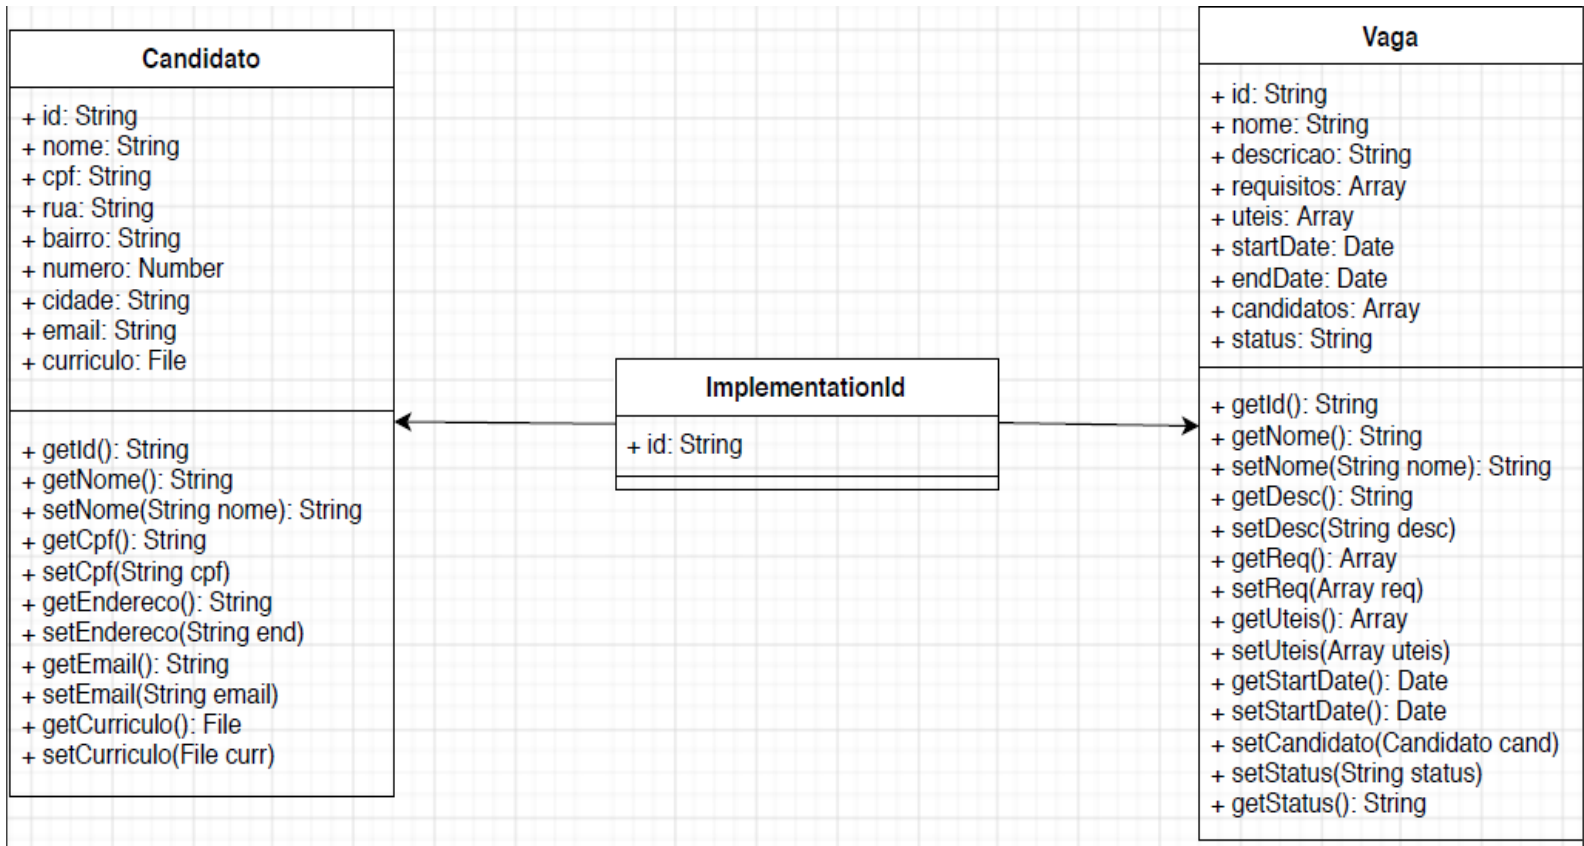 Candidato
+ id: String
+ nome: String
+ cpf: String
+ rua: String
+ bairro: String
+ numero: Number
+ cidade: String
+ email: String
+ curriculo: File
+ getId(): String
+ getNome(): String
+ setNome(String nome): String
+ getCpf(): String
+ setCpf(String cpf)
+ getEndereco(): String
+ setEndereco(String end)
+ getEmail(): String
+ setEmail(String email)
+ getCurriculo(): File
+ setCurriculo(File curr)
ImplementationId
+ id: String
Vaga
+ id: String
+ nome: String
+ descricao: String
+ requisitos: Array
+ uteis: Array
+ startDate: Date
+ endDate: Date
+ candidatos: Array
+ status: String
+ getId(): String
+ getNome(): String
+ setNome(String nome): String
+ getDesc(): String
+ setDesc(String desc)
+ getReq(): Array
+ setReq(Array req)
+ getUteis(): Array
+ setUteis(Array uteis)
+ getStartDate(): Date
+ setStartDate(): Date
+ setCandidato(Candidato cand)
+ setStatus(String status)
+ getStatus(): String